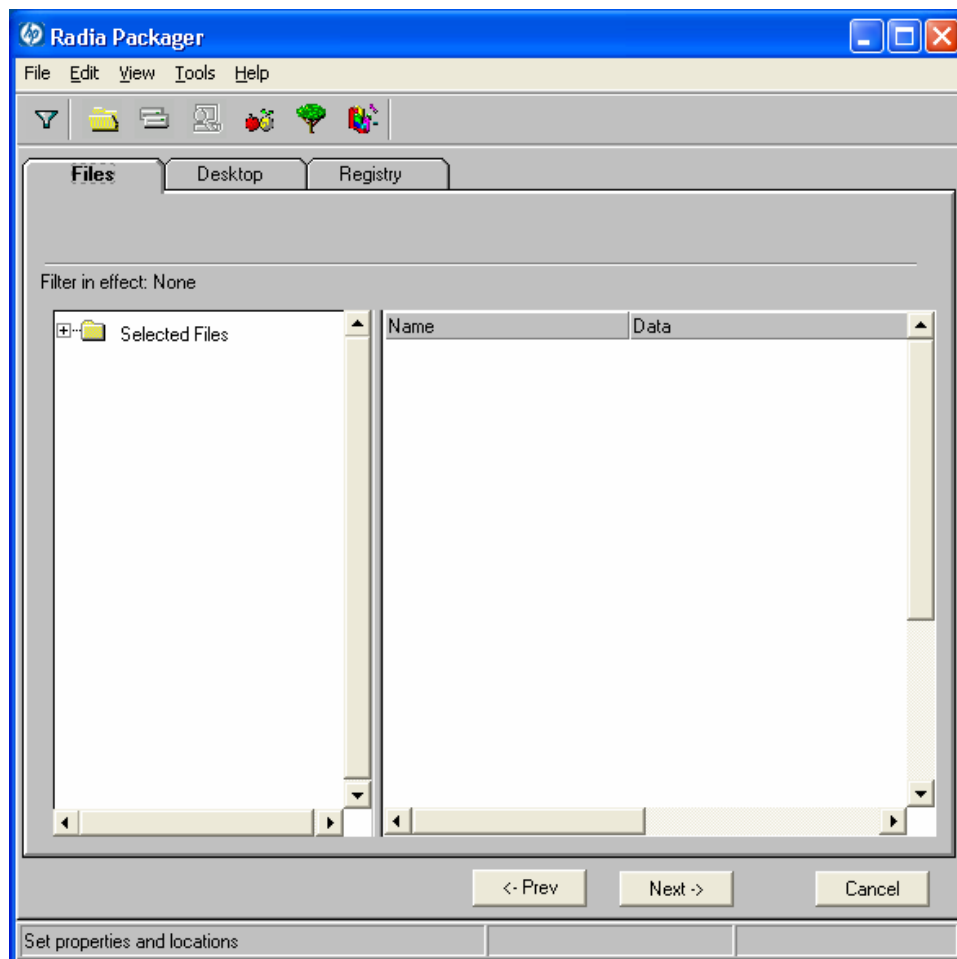 Radia Packager
File Edit View Tools Help
Files Desktop Registry
Filter in effect: None
Selected Files
Name Data
<- Prev Next -> Cancel
Set properties and locations